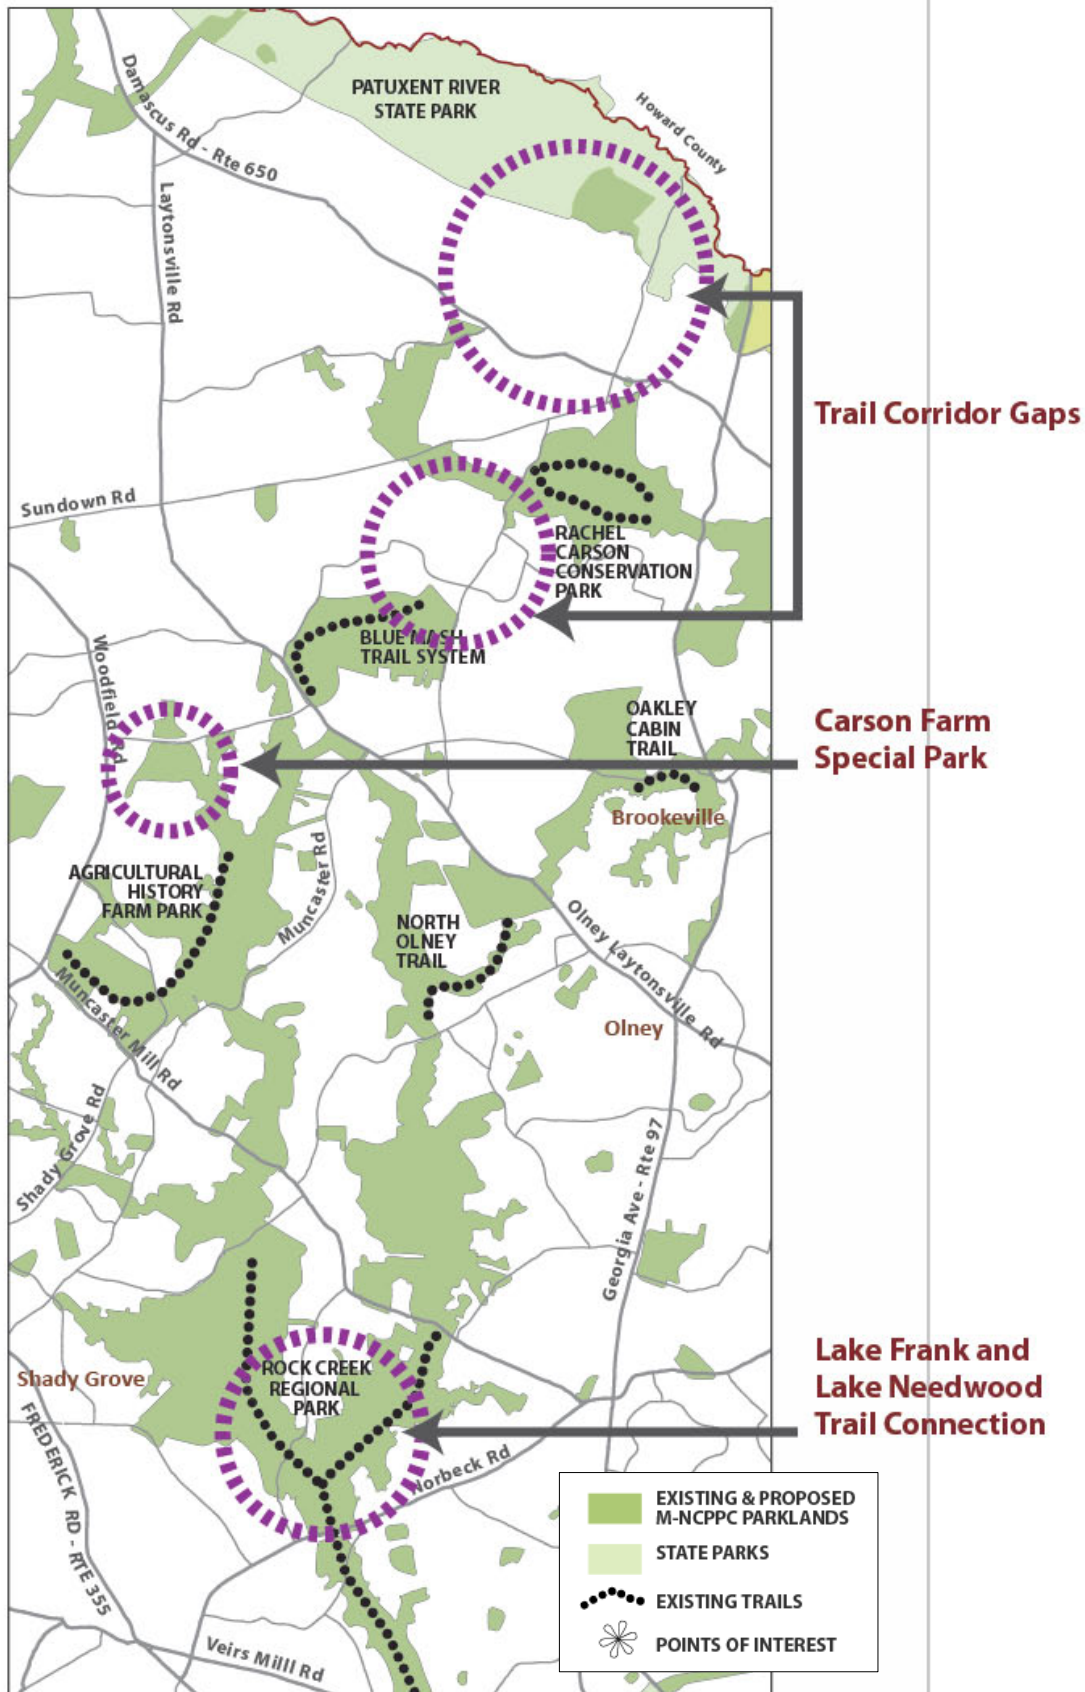 PATUXENT RIVER
STATE PARK
Howard County
Damascus Rd - Rte 650
Laytonsville Rd
Trail Corridor Gaps
Sundown Rd
RACHEL
CARSON
CONSERVATION
PARK
BLUE MASH
TRAIL SYSTEM
Woodfield Rd
OAKLEY
CABIN
TRAIL
Carson Farm
Special Park
Brookeville
Muncaster Rd
AGRICULTURAL
HISTORY
FARM PARK
NORTH
OLNEY
TRAIL
Olney Laytonsville Rd
Olney
Muncaster Mill Rd
Shady Grove Rd
Georgia Ave - Rte 97
Lake Frank and
Lake Needwood
Trail Connection
ROCK CREEK
REGIONAL
PARK
Shady Grove
FREDERICK RD - RTE 355
Norbeck Rd
Veirs Milll Rd
EXISTING & PROPOSED
M-NCPPC PARKLANDS
STATE PARKS
EXISTING TRAILS
POINTS OF INTEREST